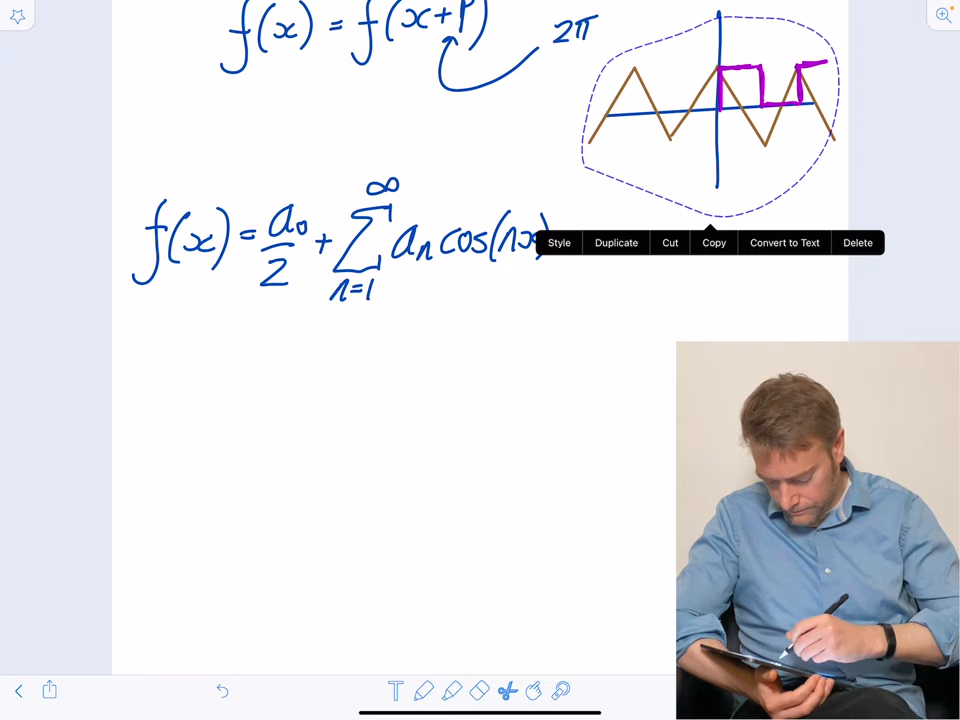 f(x) = f(x+P)
2π
f(x) = a₀/2 + ∑_{n=1}^{∞} aₙ cos(nx)
Style Duplicate Cut Copy Convert to Text Delete
T